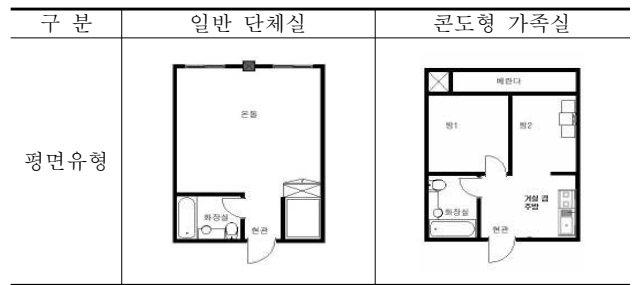 구 분 일반 단체실 콘도형 가족실
평면유형
온돌
화장실
현관
베란다
방1 방2
거실 겸
주방
화장실
현관